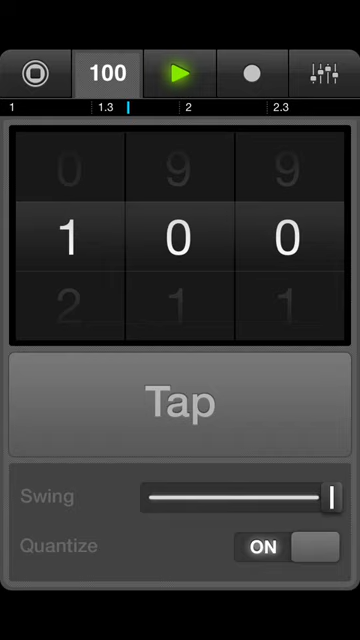 100
1 1.3 2 2.3
0 9 9
1 0 0
2 1 1
Tap
Swing
Quantize ON